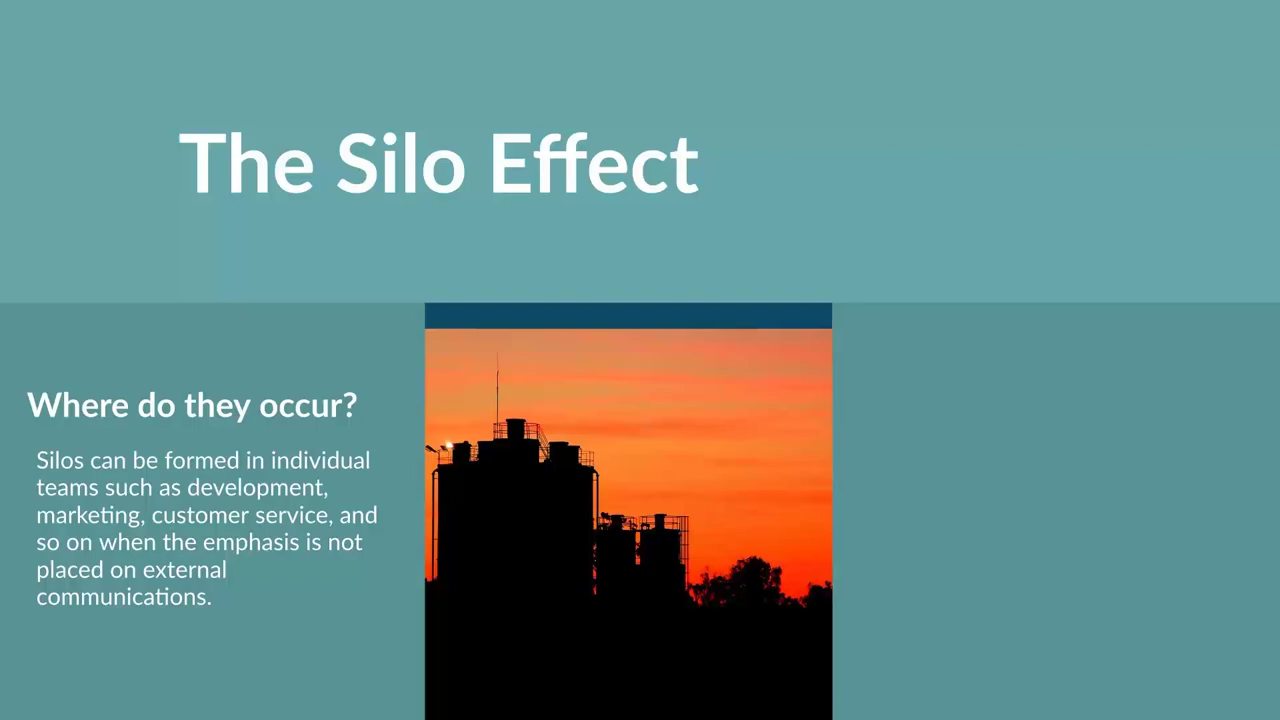 The Silo Effect
Where do they occur?
Silos can be formed in individual
teams such as development,
marketing, customer service, and
so on when the emphasis is not
placed on external
communications.